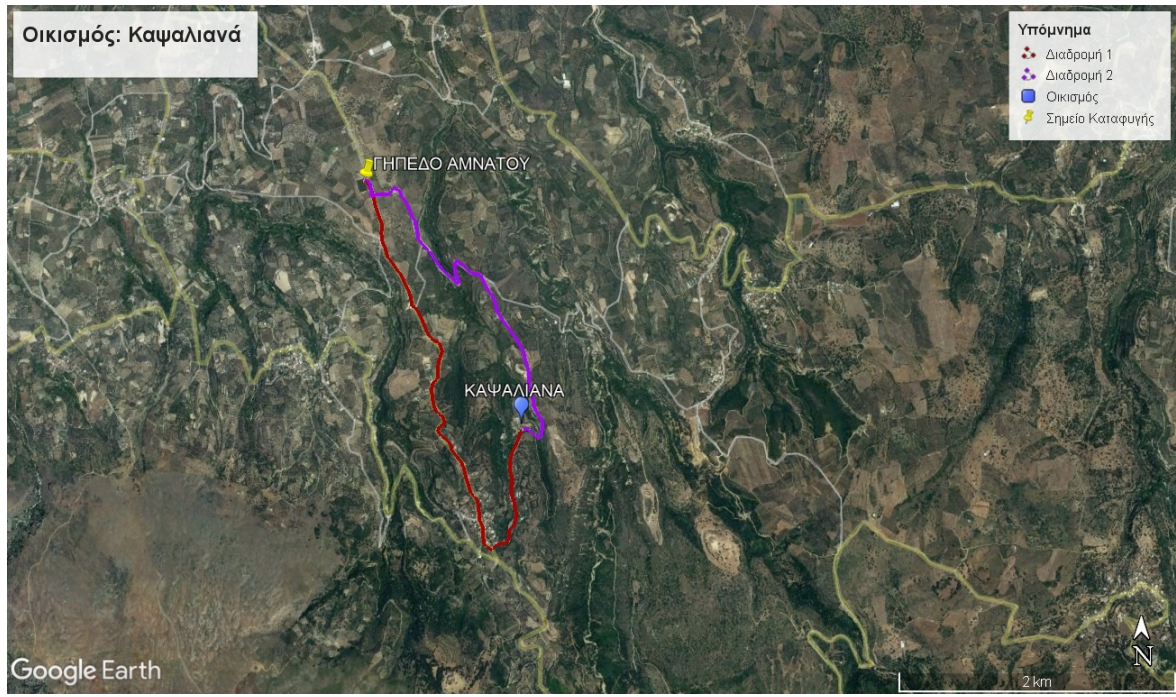 Οικισμός: Καψαλιανά
Υπόμνημα
Διαδρομή 1
Διαδρομή 2
Οικισμός
Σημείο Καταφυγής
ΓΗΠΕΔΟ ΑΜΝΑΤΟΥ
ΚΑΨΑΛΙΑΝΑ
Google Earth
N
2 km